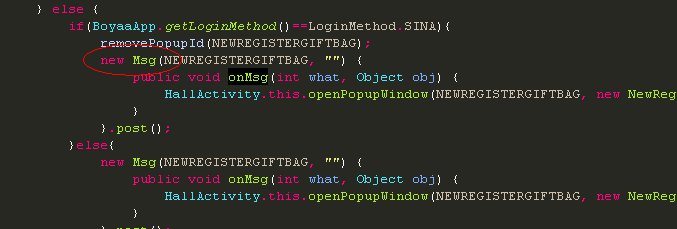 } else {
if(BoyaaApp.getLoginMethod()==LoginMethod.SINA){
removePopupId(NEWREGISTERGIFTBAG);
new Msg(NEWREGISTERGIFTBAG, "") {
public void onMsg(int what, Object obj) {
HallActivity.this.openPopupWindow(NEWREGISTERGIFTBAG, new NewReg
}
}.post();
}else{
new Msg(NEWREGISTERGIFTBAG, "") {
public void onMsg(int what, Object obj) {
HallActivity.this.openPopupWindow(NEWREGISTERGIFTBAG, new NewReg
}
}.post();